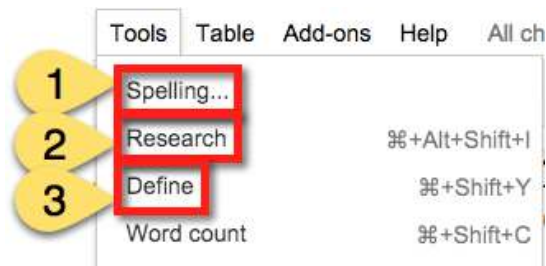 Tools Table Add-ons Help All ch
1 Spelling...
2 Research ⌘+Alt+Shift+I
3 Define ⌘+Shift+Y
Word count ⌘+Shift+C